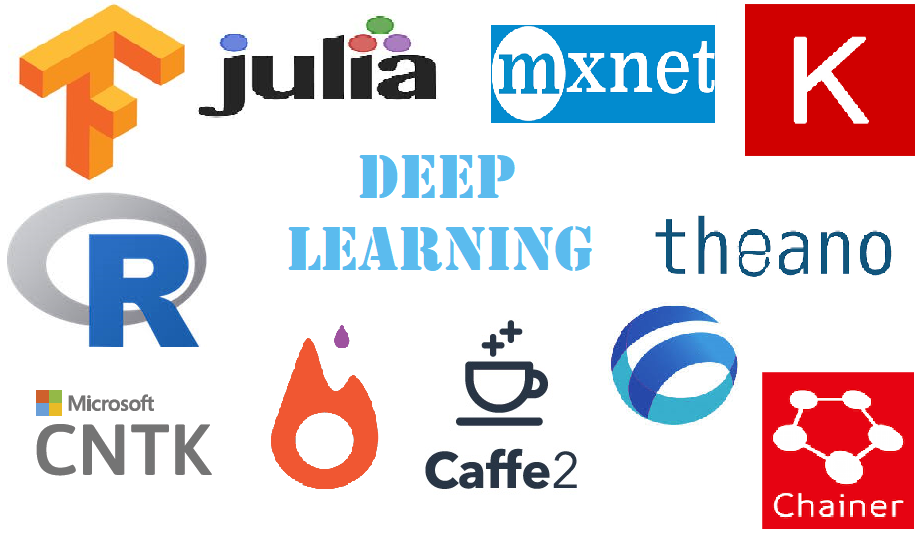 julia
mxnet
K
DEEP
LEARNING
R
theano
Microsoft
CNTK
Caffe2
Chainer